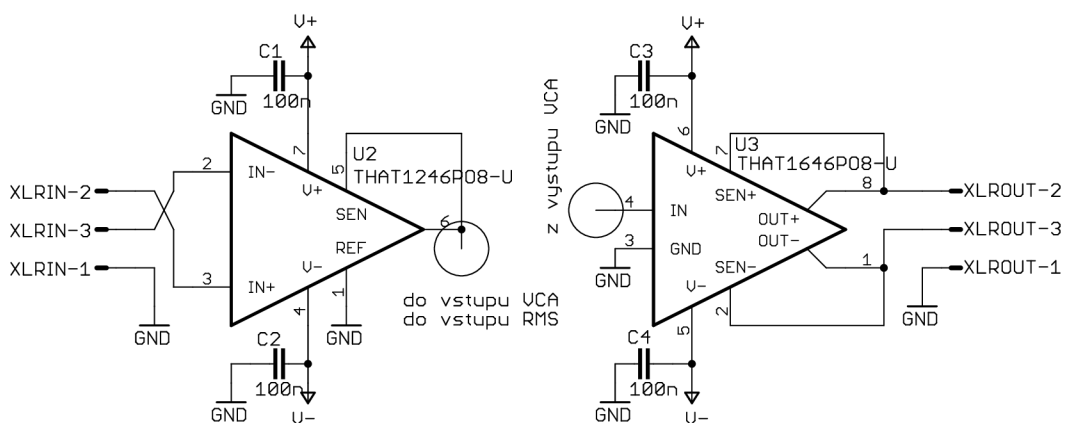 V+
C1
100n
GND
7
2
IN-
V+
5
U2
THAT1246P08-U
XLRIN-2
SEN
6
XLRIN-3
REF
XLRIN-1
V-
3
IN+
4
1
GND
GND
do vstupu VCA
do vstupu RMS
C2
100n
GND
V-
V+
C3
100n
GND
z vystupu VCA
6
7
U3
THAT1646P08-U
V+
SEN+
8
XLROUT-2
4
IN
OUT+
3
GND
OUT-
XLROUT-3
GND
SEN-
1
XLROUT-1
V-
2
5
GND
C4
100n
GND
V-